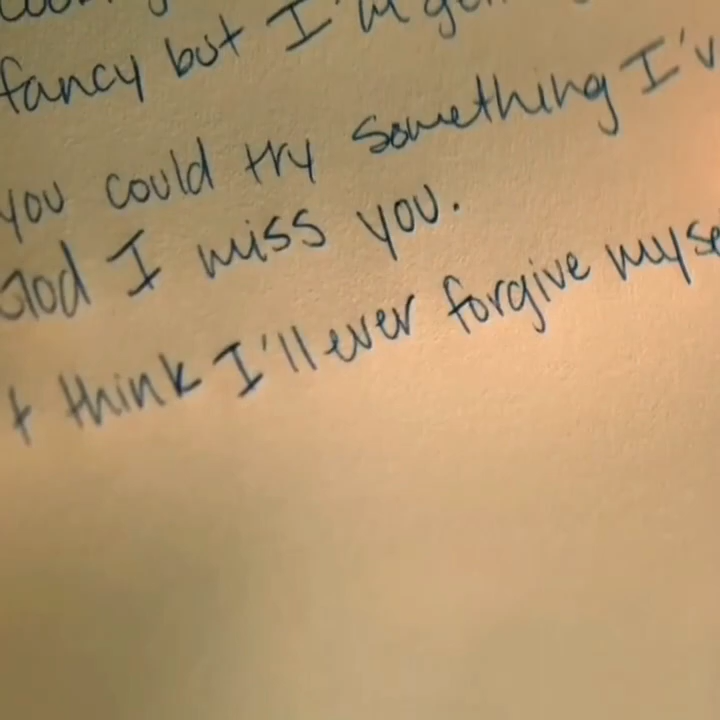 fancy but I'm
you could try something I'v
God I miss you.
t think I'll ever forgive myse